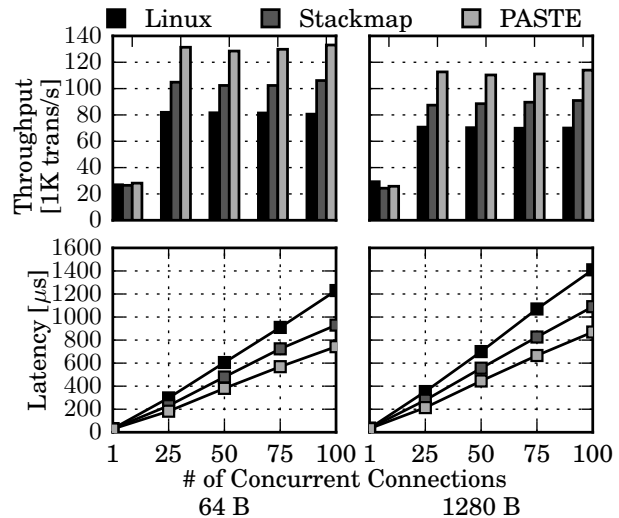 Linux Stackmap PASTE
Throughput
[1K trans/s]
140
120
100
80
60
40
20
0
Latency [µs]
1600
1400
1200
1000
800
600
400
200
0
1 25 50 75 100 1 25 50 75 100
# of Concurrent Connections
64 B 1280 B